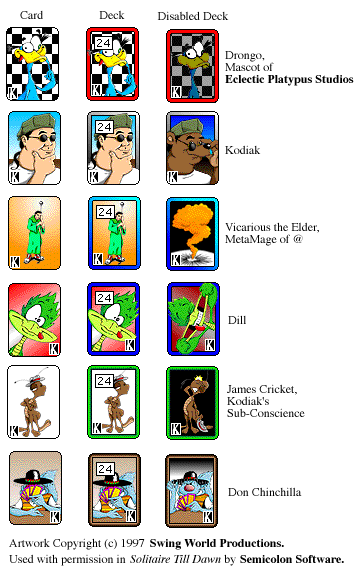 Card Deck Disabled Deck
K 24 K K
Drongo,
Mascot of
Eclectic Platypus Studios
K 24 K K
Kodiak
K 24 K K
Vicarious the Elder,
MetaMage of @
K 24 K K
Dill
K 24 K K
James Cricket,
Kodiak's
Sub-Conscience
K 24 K K
Don Chinchilla
Artwork Copyright (c) 1997 Swing World Productions.
Used with permission in Solitaire Till Dawn by Semicolon Software.